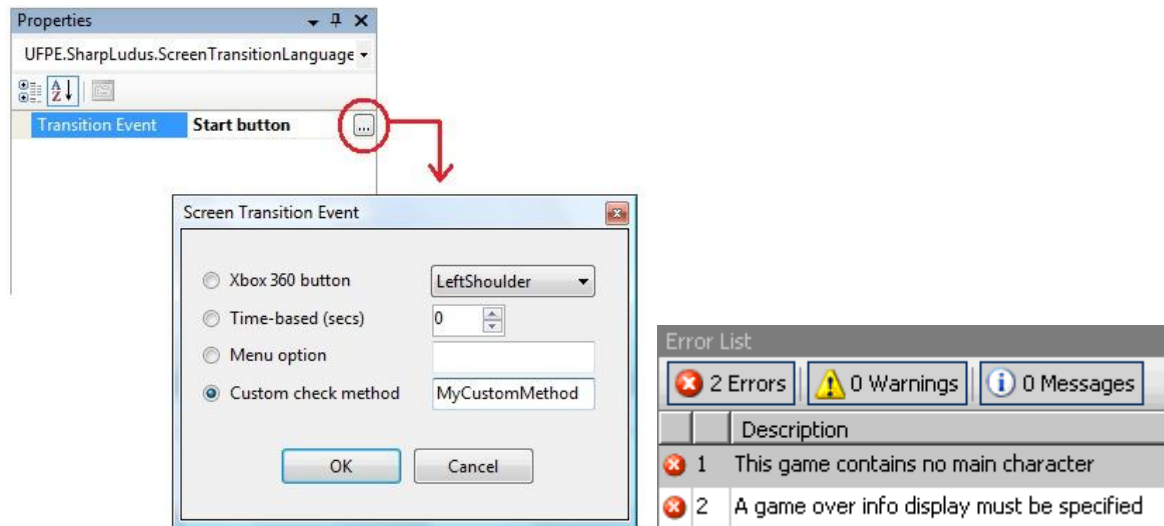 Properties
UFPE.SharpLudus.ScreenTransitionLanguage
Transition Event Start button ...
Screen Transition Event
Xbox 360 button LeftShoulder
Time-based (secs) 0
Menu option
Custom check method MyCustomMethod
OK Cancel
Error List
2 Errors 0 Warnings 0 Messages
Description
1 This game contains no main character
2 A game over info display must be specified